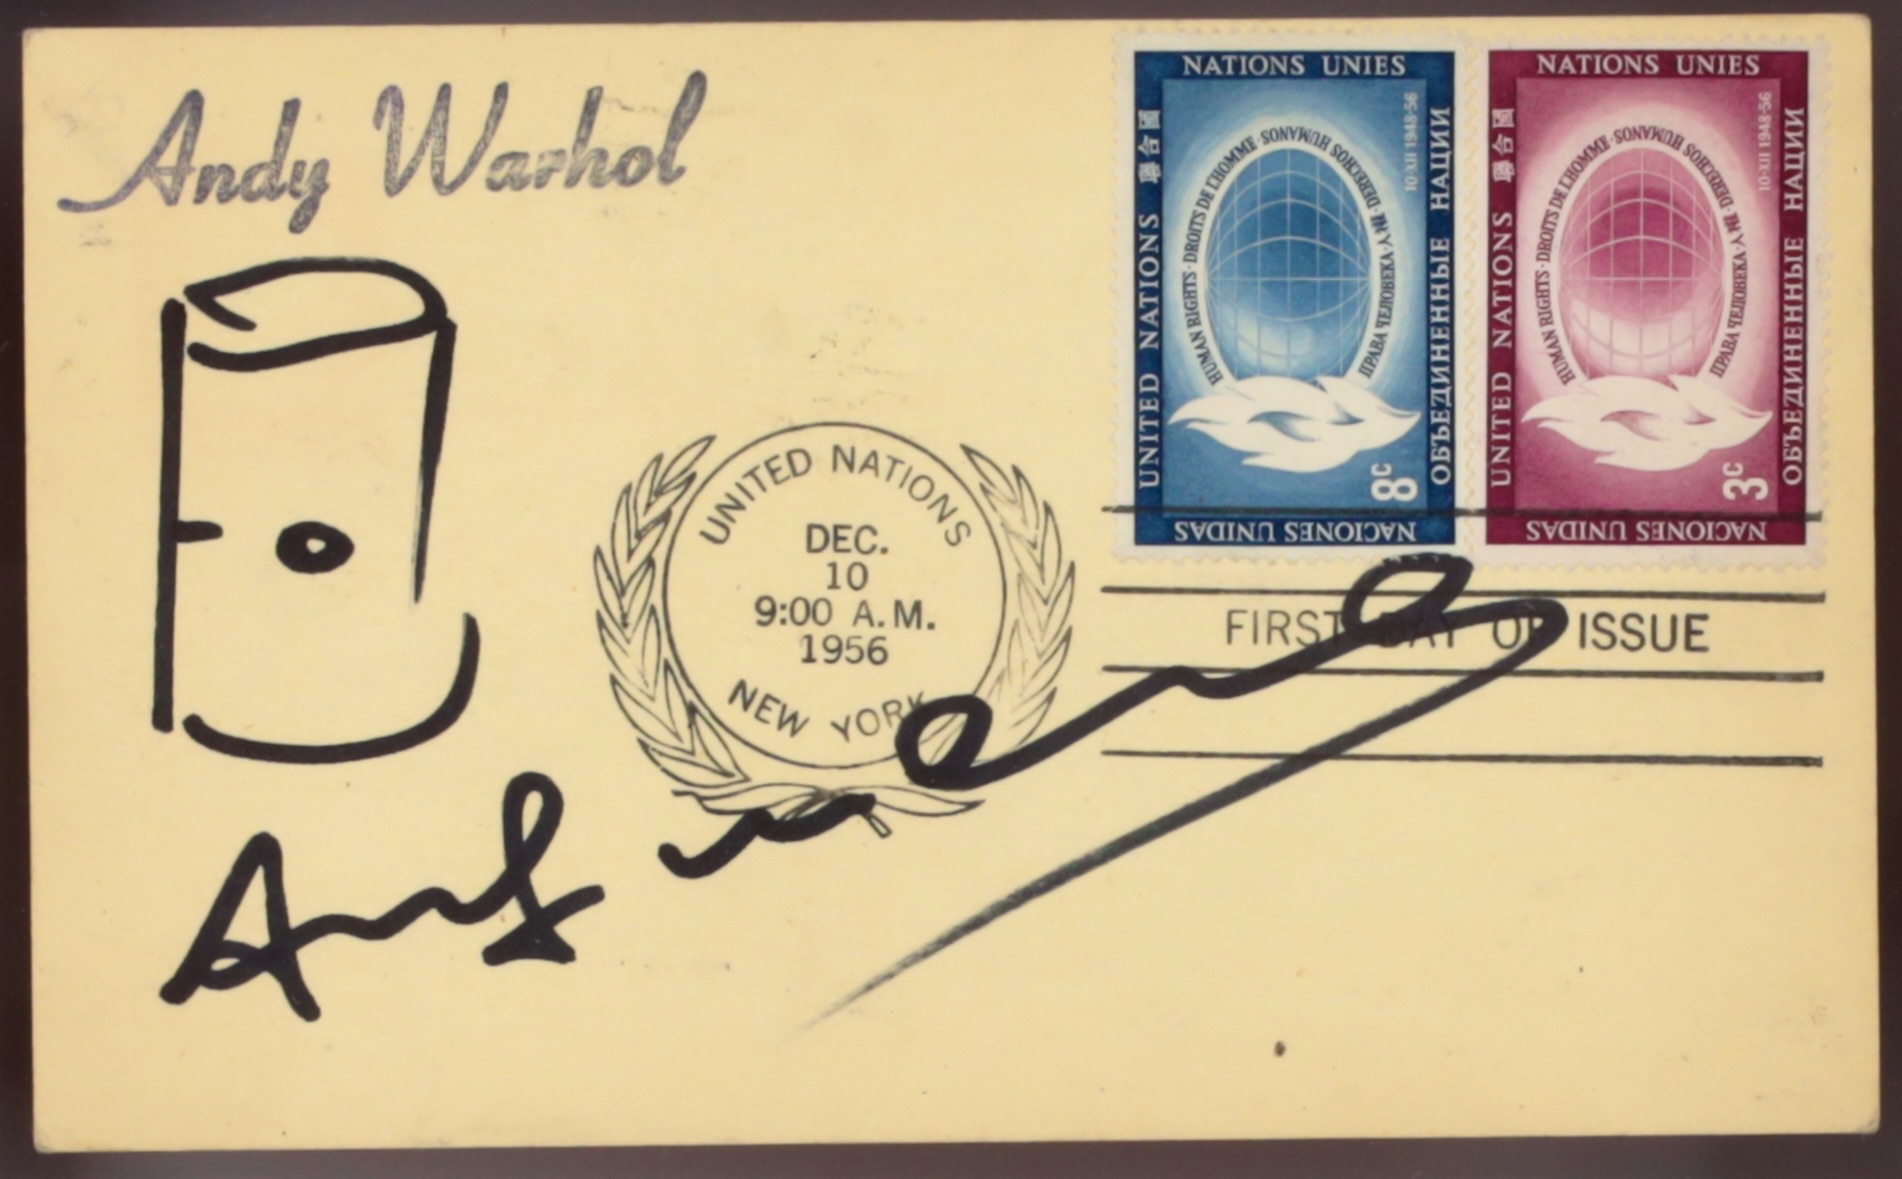 Andy Warhol
NATIONS UNIES
UNITED NATIONS
10·XII 1948-56
HUMAN RIGHTS · DROITS DE L'HOMME · DERECHOS HUMANOS · ПРАВА ЧЕЛОВЕКА ·
ОБЪЕДИНЕННЫЕ НАЦИИ
8c
NACIONES UNIDAS
NATIONS UNIES
UNITED NATIONS
10·XII 1948-56
HUMAN RIGHTS · DROITS DE L'HOMME · DERECHOS HUMANOS · ПРАВА ЧЕЛОВЕКА ·
ОБЪЕДИНЕННЫЕ НАЦИИ
3c
NACIONES UNIDAS
UNITED NATIONS
DEC.
10
9:00 A.M.
1956
NEW YORK
FIRST DAY OF ISSUE
Andy Warhol